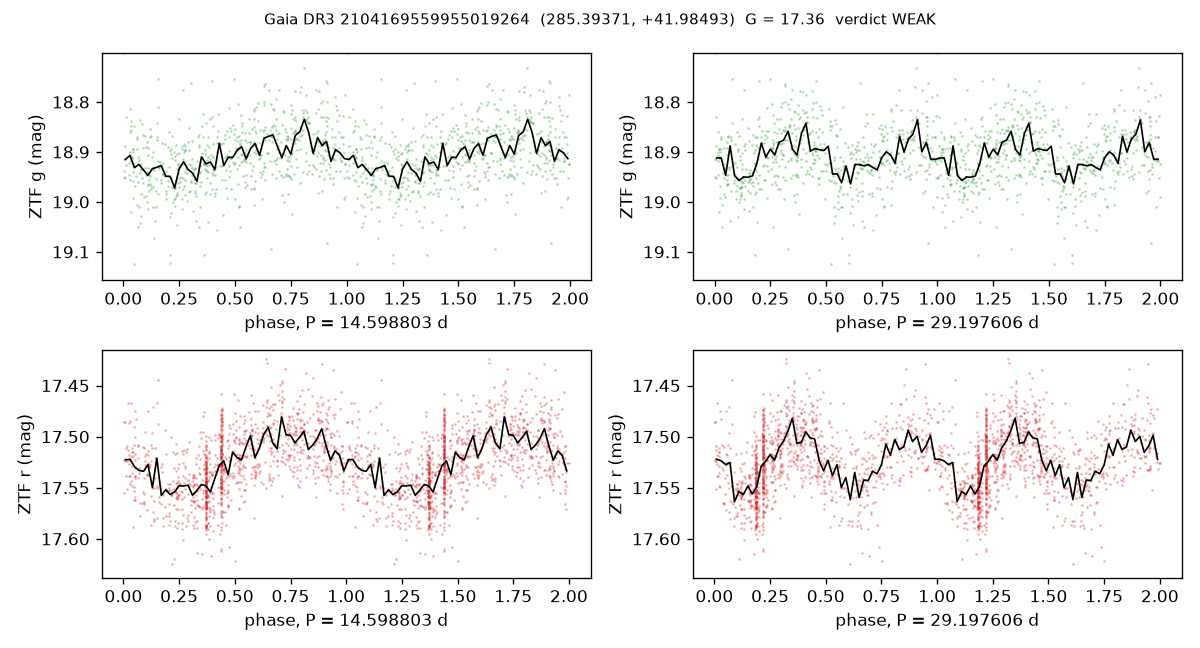 Gaia DR3 2104169559955019264 (285.39371, +41.98493) G = 17.36 verdict WEAK
ZTF g (mag)
18.8
18.9
19.0
19.1
0.00 0.25 0.50 0.75 1.00 1.25 1.50 1.75 2.00
phase, P = 14.598803 d
ZTF g (mag)
18.8
18.9
19.0
19.1
0.00 0.25 0.50 0.75 1.00 1.25 1.50 1.75 2.00
phase, P = 29.197606 d
ZTF r (mag)
17.45
17.50
17.55
17.60
0.00 0.25 0.50 0.75 1.00 1.25 1.50 1.75 2.00
phase, P = 14.598803 d
ZTF r (mag)
17.45
17.50
17.55
17.60
0.00 0.25 0.50 0.75 1.00 1.25 1.50 1.75 2.00
phase, P = 29.197606 d